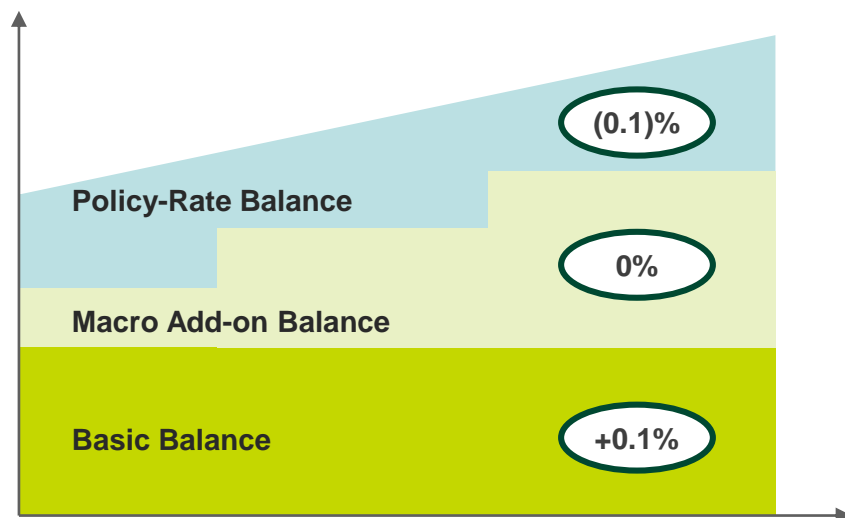 (0.1)%
Policy-Rate Balance
0%
Macro Add-on Balance
Basic Balance
+0.1%